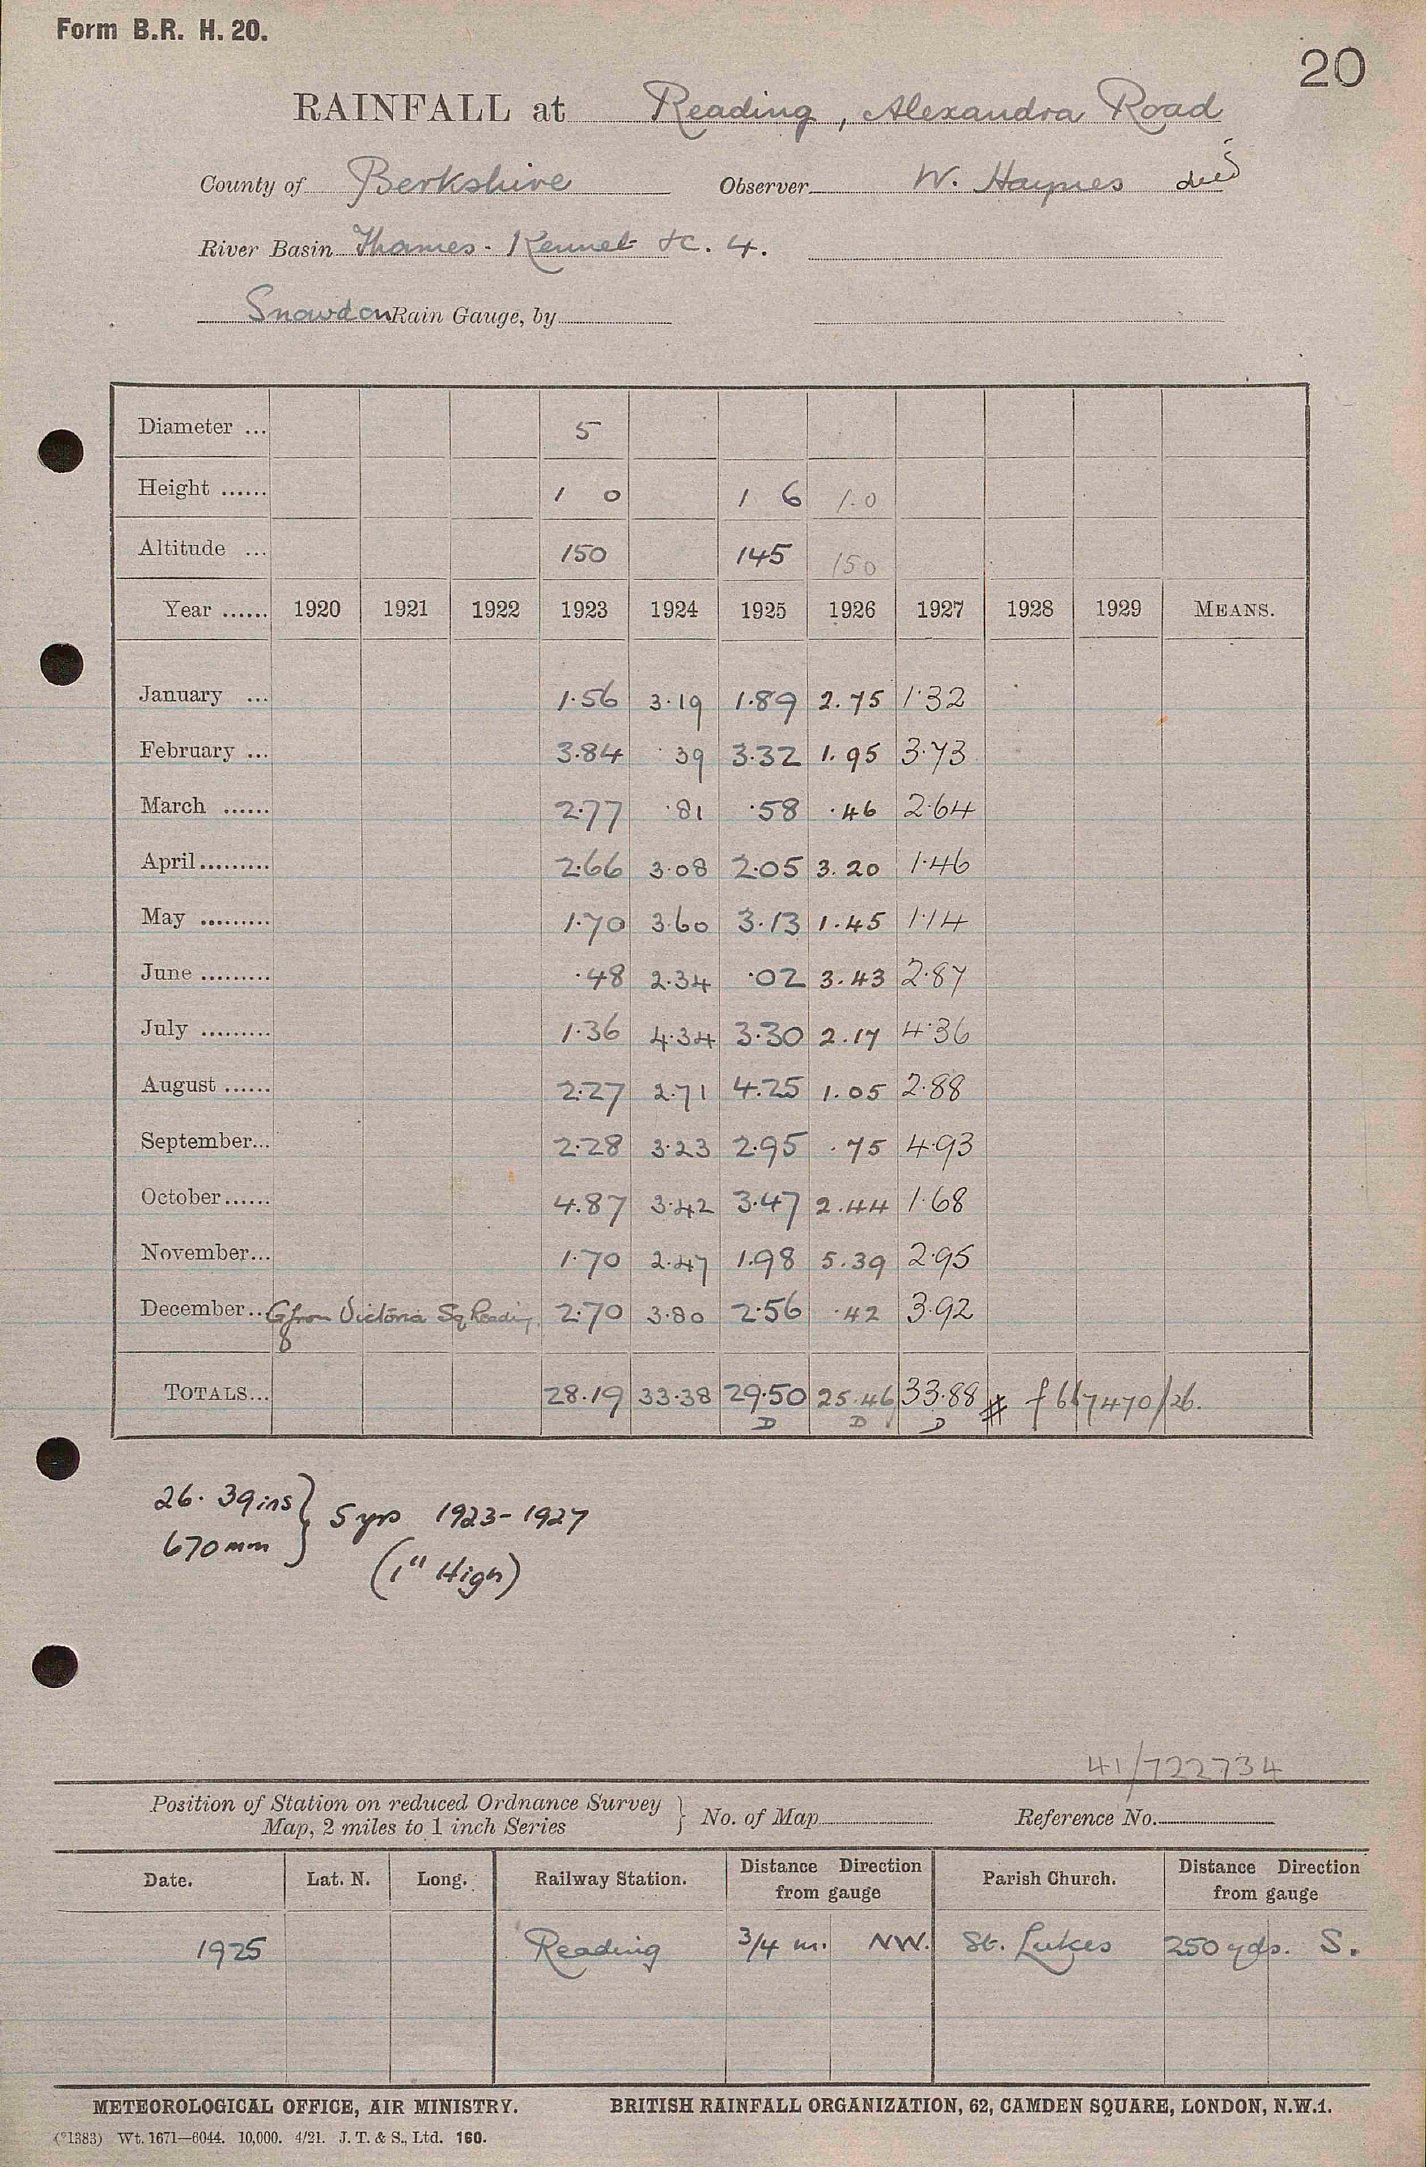 Form B.R. H. 20.
20
RAINFALL at Reading, Alexandra Road
County of Berkshire Observer W. Haynes
River Basin Thames - Kennet &c. 4.
Snowdon Rain Gauge, by
Diameter ... 5
Height ...... 1 0 1 6 1.0
Altitude ... 150 145 150
Year ...... 1920 1921 1922 1923 1924 1925 1926 1927 1928 1929 MEANS.
January ... 1.56 3.19 1.89 2.75 1.32
February ... 3.84 .39 3.32 1.95 3.73
March ...... 2.77 .81 .58 .46 2.64
April......... 2.66 3.08 2.05 3.20 1.46
May ......... 1.70 3.60 3.13 1.45 1.14
June ......... .48 2.34 .02 3.43 2.87
July ......... 1.36 4.34 3.30 2.17 4.36
August ...... 2.27 2.71 4.25 1.05 2.88
September... 2.28 3.23 2.95 .75 4.93
October...... 4.87 3.42 3.47 2.44 1.68
November... 1.70 2.47 1.98 5.39 2.95
December... from Victoria Sq Reading 2.70 3.80 2.56 .42 3.92
TOTALS... 28.19 33.38 29.50 25.46 33.88 # f 667470/26.
D D D
26.39 ins } 5 yrs 1923-1927
670 mm
(1" High)
41/722734
Position of Station on reduced Ordnance Survey Map, 2 miles to 1 inch Series } No. of Map Reference No.
Date. Lat. N. Long. Railway Station. Distance Direction from gauge Parish Church. Distance Direction from gauge
1925 Reading 3/4 m. NW. St. Lukes 250 yds. S.
METEOROLOGICAL OFFICE, AIR MINISTRY. BRITISH RAINFALL ORGANIZATION, 62, CAMDEN SQUARE, LONDON, N.W.1.
(*1383) Wt. 1671—6044. 10,000. 4/21. J. T. & S., Ltd. 160.